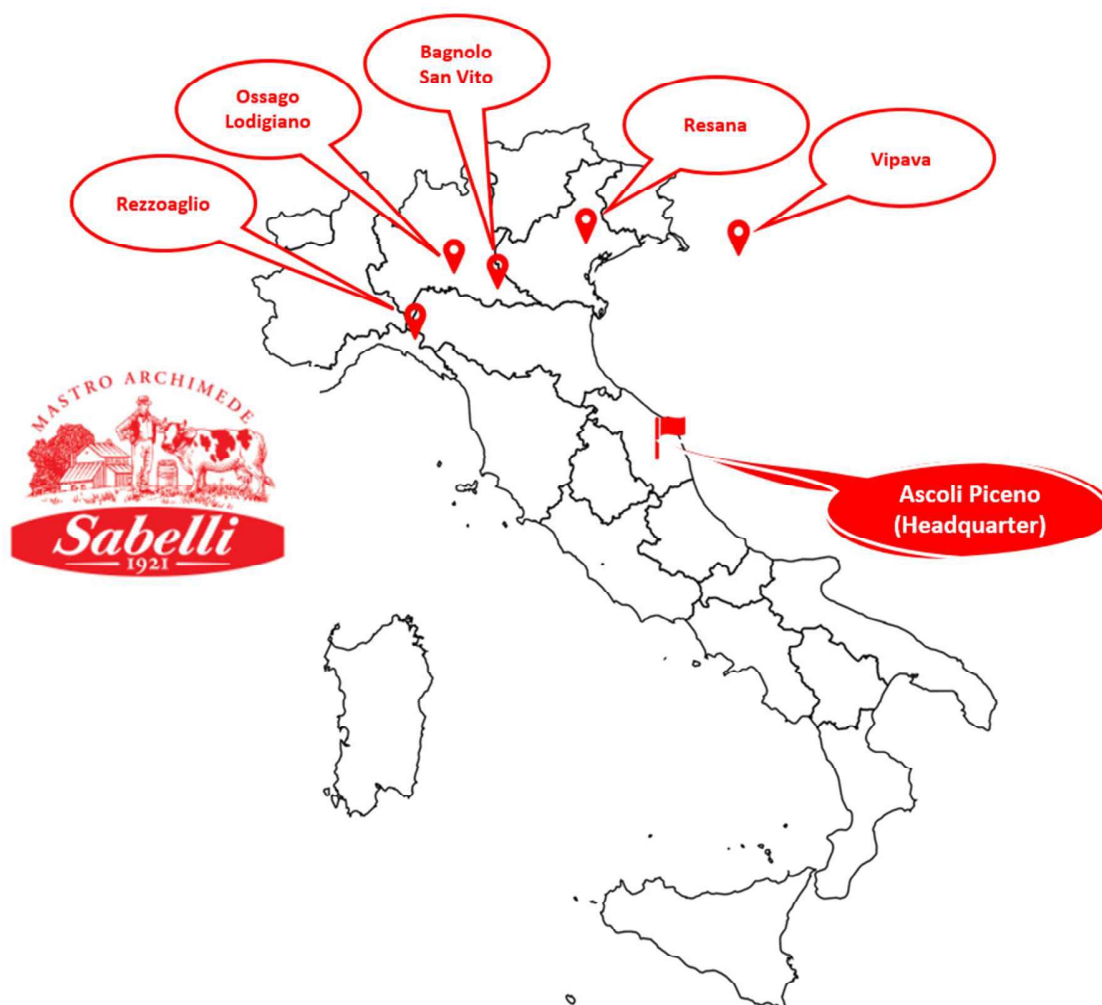 Bagnolo
San Vito
Ossago
Lodigiano
Resana
Vipava
Rezzoaglio
MASTRO ARCHIMEDE
Sabelli
1921
Ascoli Piceno
(Headquarter)